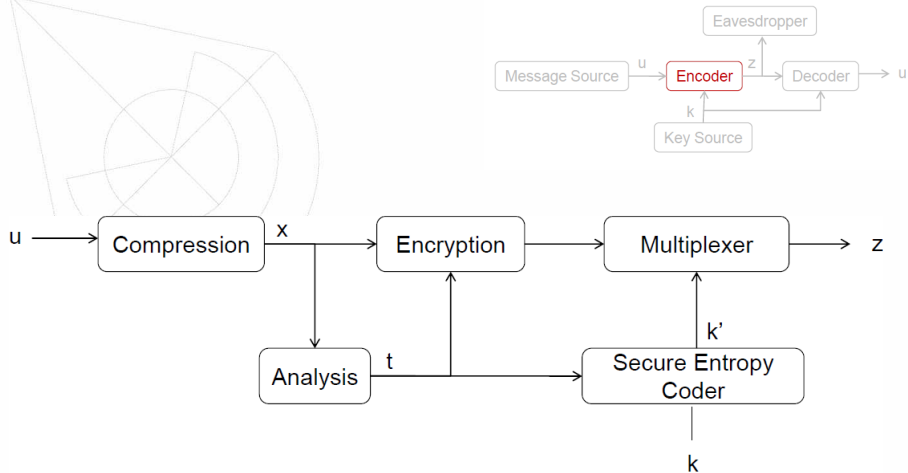 Eavesdropper
u
z
Message Source
Encoder
Decoder
u
k
Key Source
u
Compression
x
Encryption
Multiplexer
z
k’
Analysis
t
Secure Entropy
Coder
k